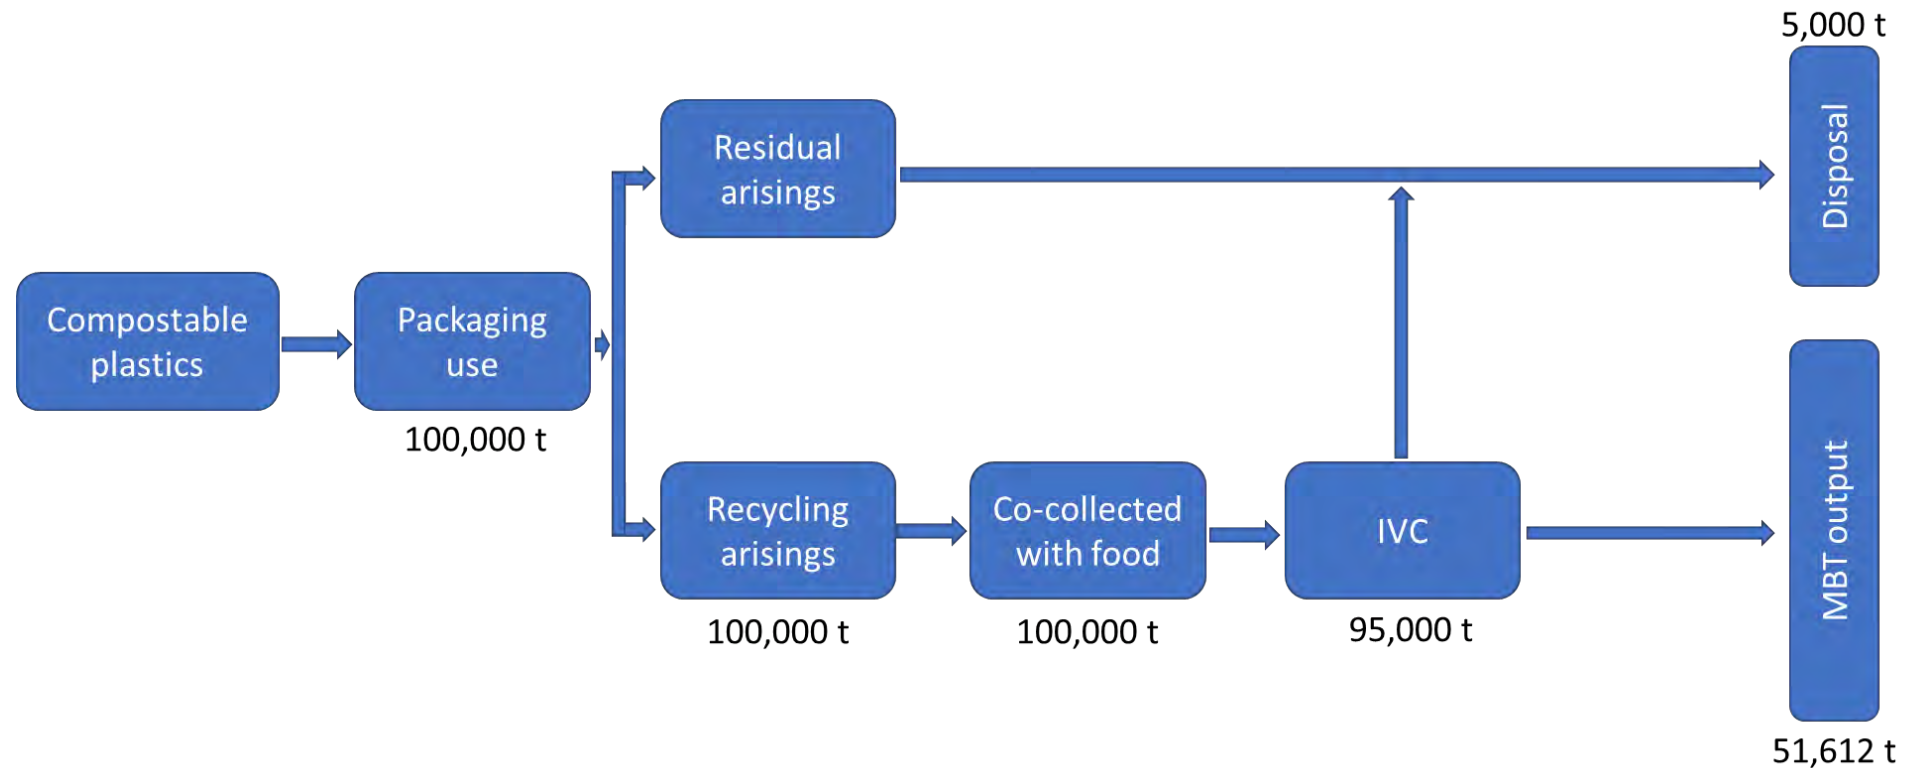 5,000 t
Disposal
Residual
arisings
Compostable
plastics
Packaging
use
100,000 t
Recycling
arisings
100,000 t
Co-collected
with food
100,000 t
IVC
95,000 t
MBT output
51,612 t